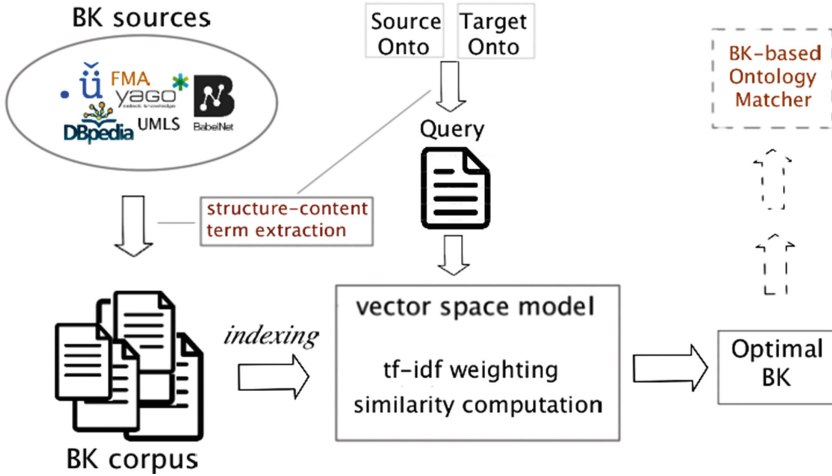 BK sources
Source Onto
Target Onto
BK-based
Ontology
Matcher
.ü
FMA
yago
DBpedia
UMLS
BabelNet
Query
structure-content
term extraction
indexing
vector space model
tf-idf weighting
similarity computation
Optimal
BK
BK corpus